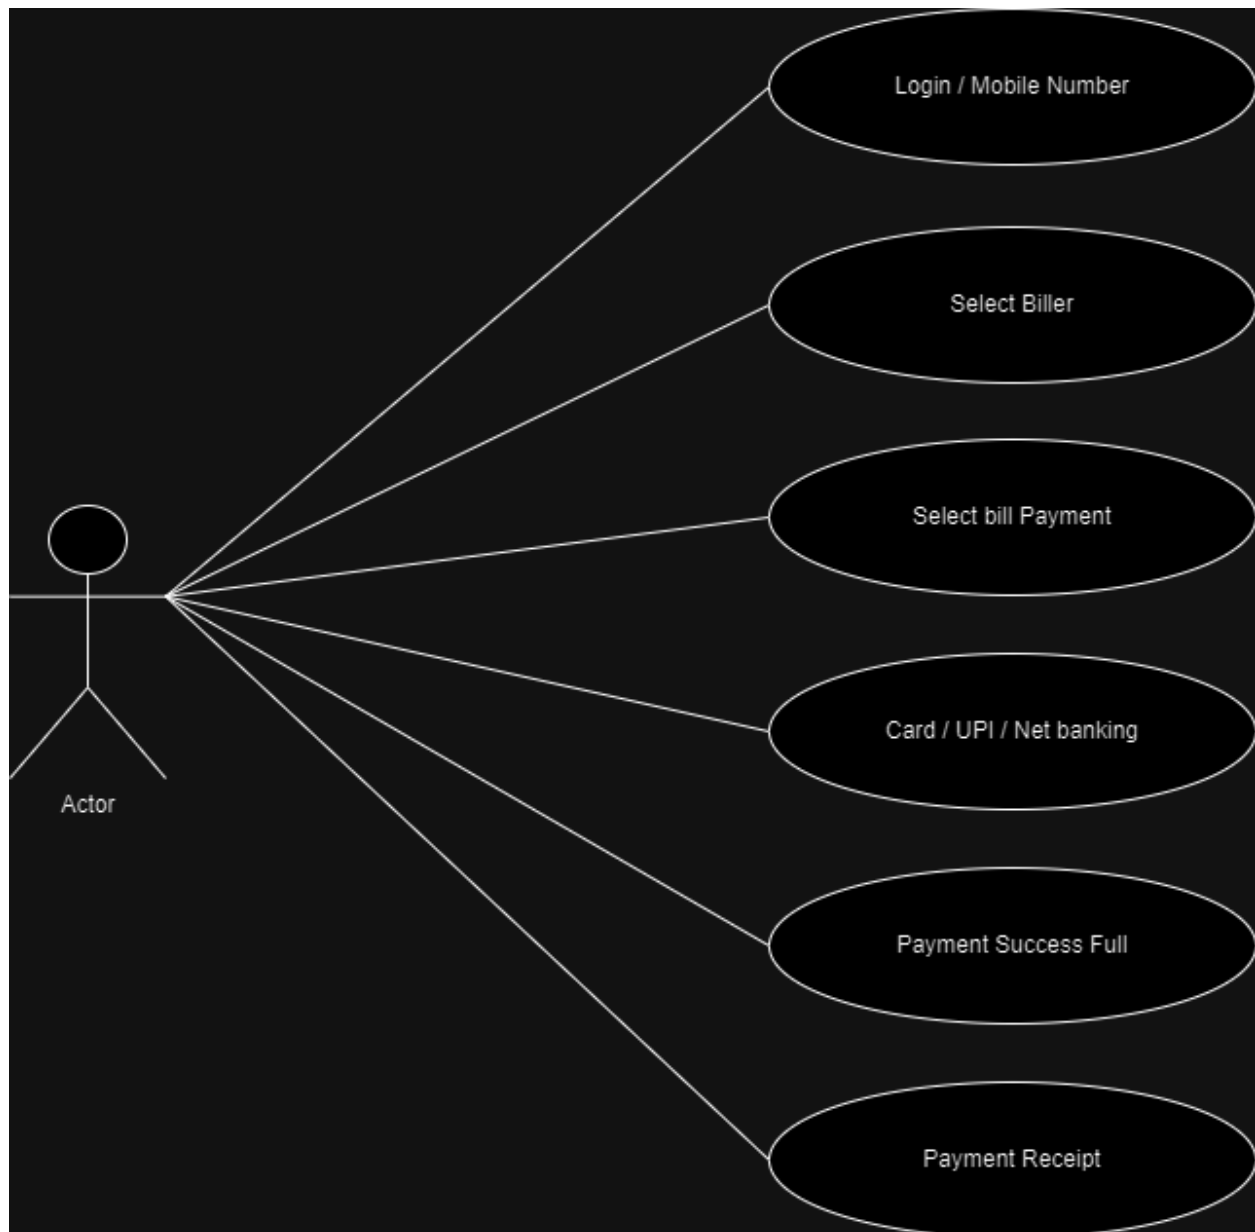 Login / Mobile Number
Select Biller
Select bill Payment
Card / UPI / Net banking
Actor
Payment Success Full
Payment Receipt